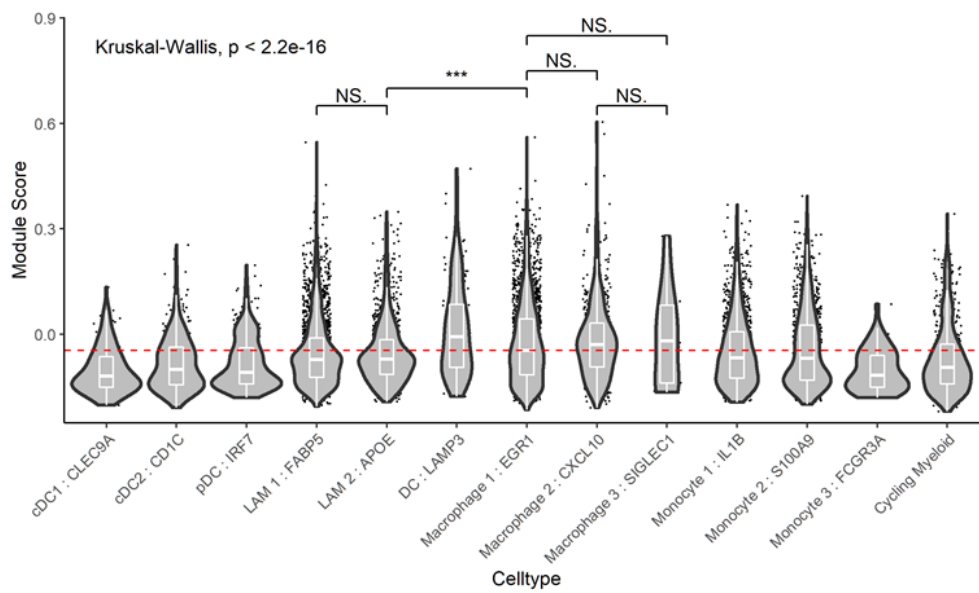 Kruskal-Wallis, p < 2.2e-16
NS.
NS.
***
NS.
NS.
Module Score
0.9
0.6
0.3
0.0
cDC1 : CLEC9A
cDC2 : CD1C
pDC : IRF7
LAM 1 : FABP5
LAM 2 : APOE
DC : LAMP3
Macrophage 1 : EGR1
Macrophage 2 : CXCL10
Macrophage 3 : SIGLEC1
Monocyte 1 : IL1B
Monocyte 2 : S100A9
Monocyte 3 : FCGR3A
Cycling Myeloid
Celltype